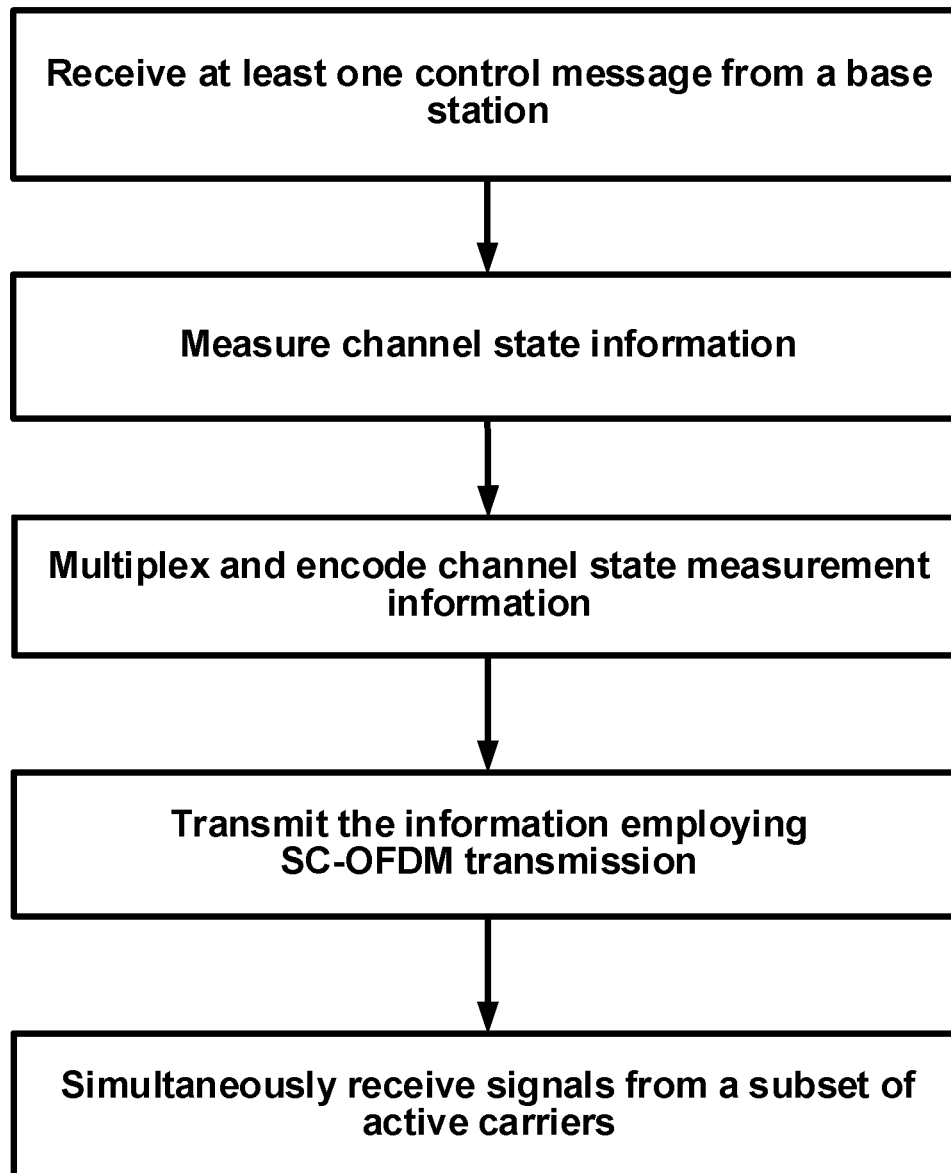 Receive at least one control message from a base
station
Measure channel state information
Multiplex and encode channel state measurement
information
Transmit the information employing
SC-OFDM transmission
Simultaneously receive signals from a subset of
active carriers